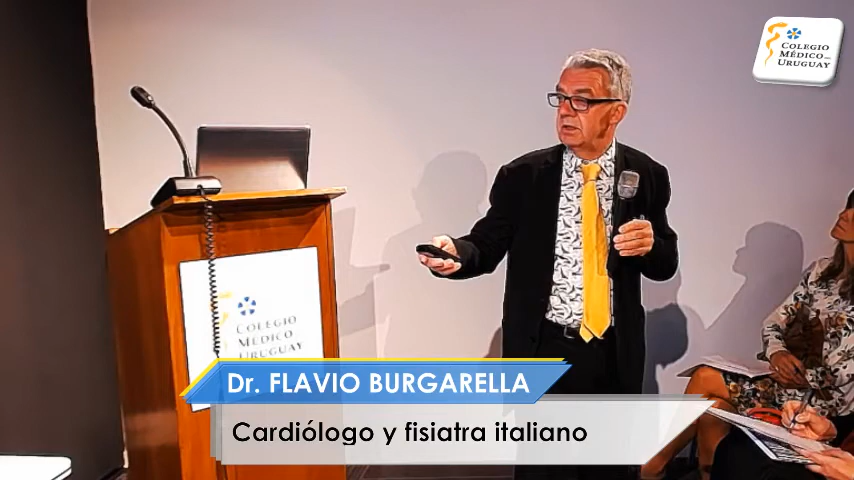 COLEGIO
MÉDICO
URUGUAY
COLEGIO
MÉDICO
URUGUAY
Dr. FLAVIO BURGARELLA
Cardiólogo y fisiatra italiano